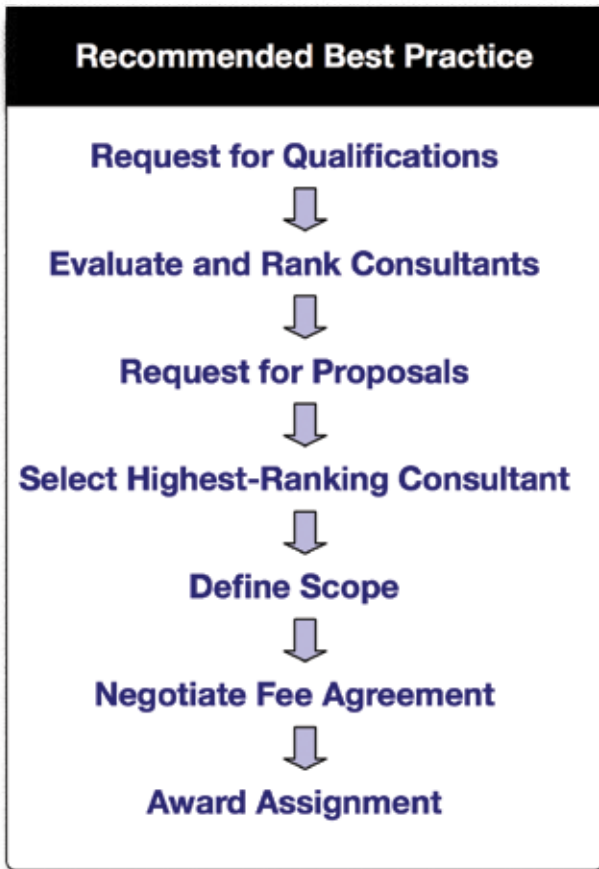 Recommended Best Practice
Request for Qualifications
Evaluate and Rank Consultants
Request for Proposals
Select Highest-Ranking Consultant
Define Scope
Negotiate Fee Agreement
Award Assignment